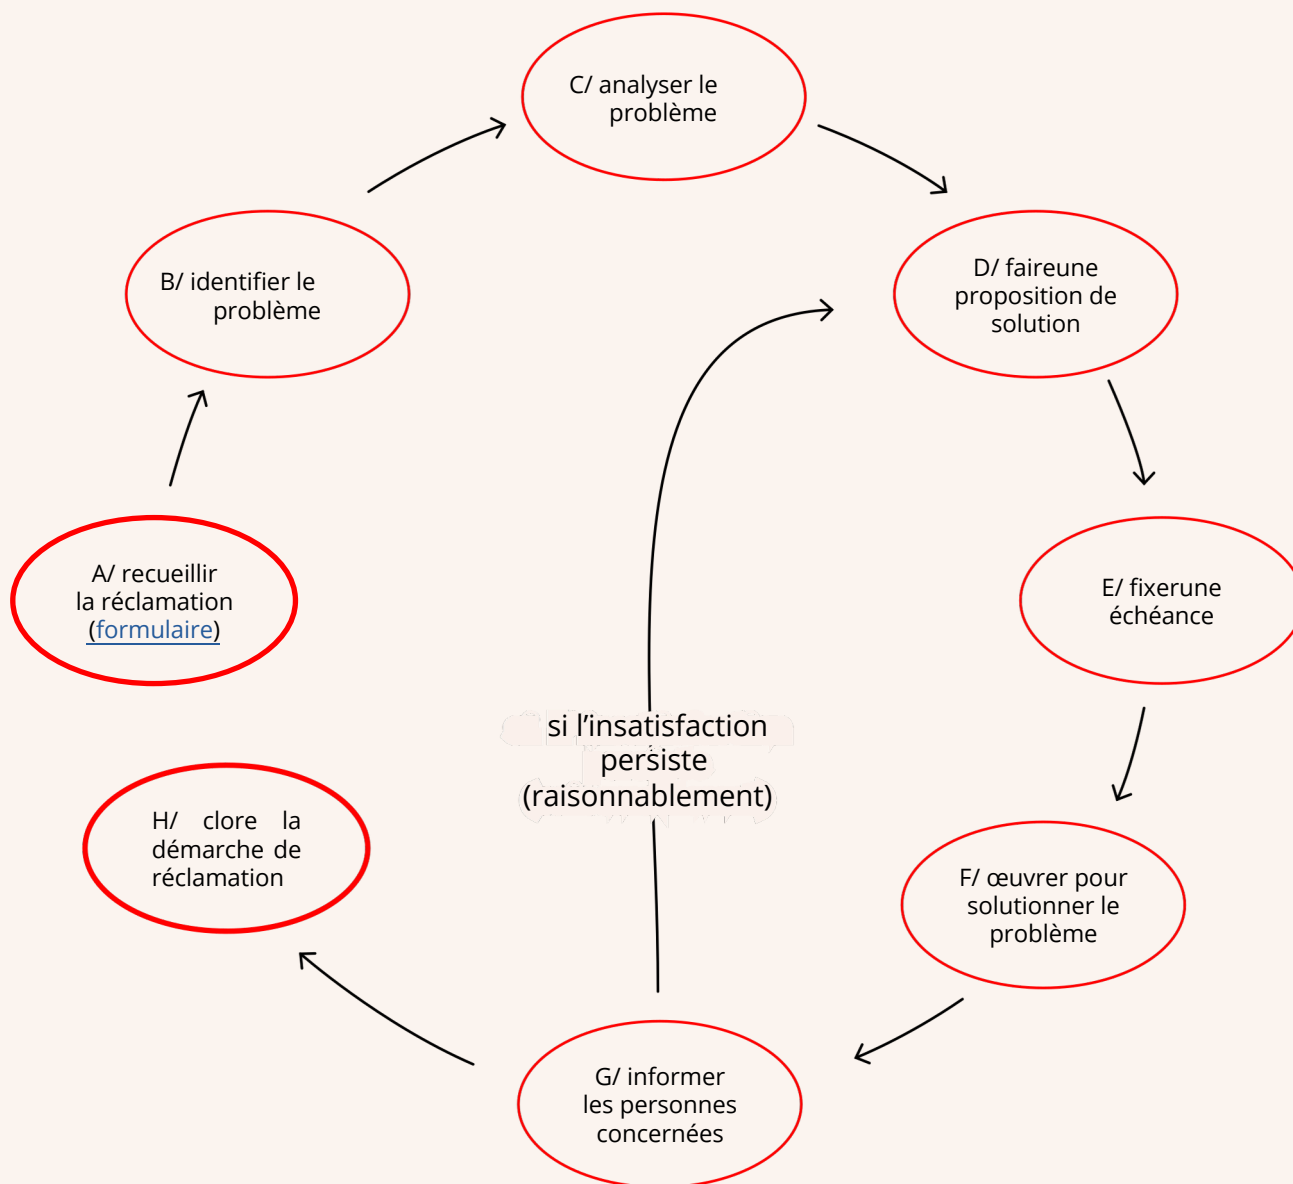 C/ analyser le
problème
B/ identifier le
problème
D/ faireune
proposition de
solution
A/ recueillir
la réclamation
(formulaire)
E/ fixerune
échéance
si l’insatisfaction
persiste
(raisonnablement)
H/ clore la
démarche de
réclamation
F/ œuvrer pour
solutionner le
problème
G/ informer
les personnes
concernées